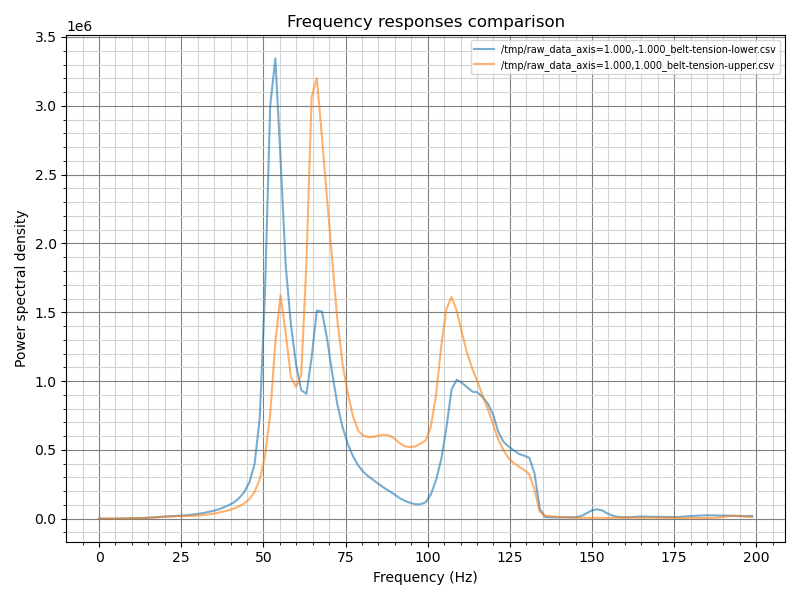 Frequency responses comparison
1e6
/tmp/raw_data_axis=1.000,-1.000_belt-tension-lower.csv
/tmp/raw_data_axis=1.000,1.000_belt-tension-upper.csv
3.5
3.0
2.5
2.0
1.5
1.0
0.5
0.0
Power spectral density
0 25 50 75 100 125 150 175 200
Frequency (Hz)